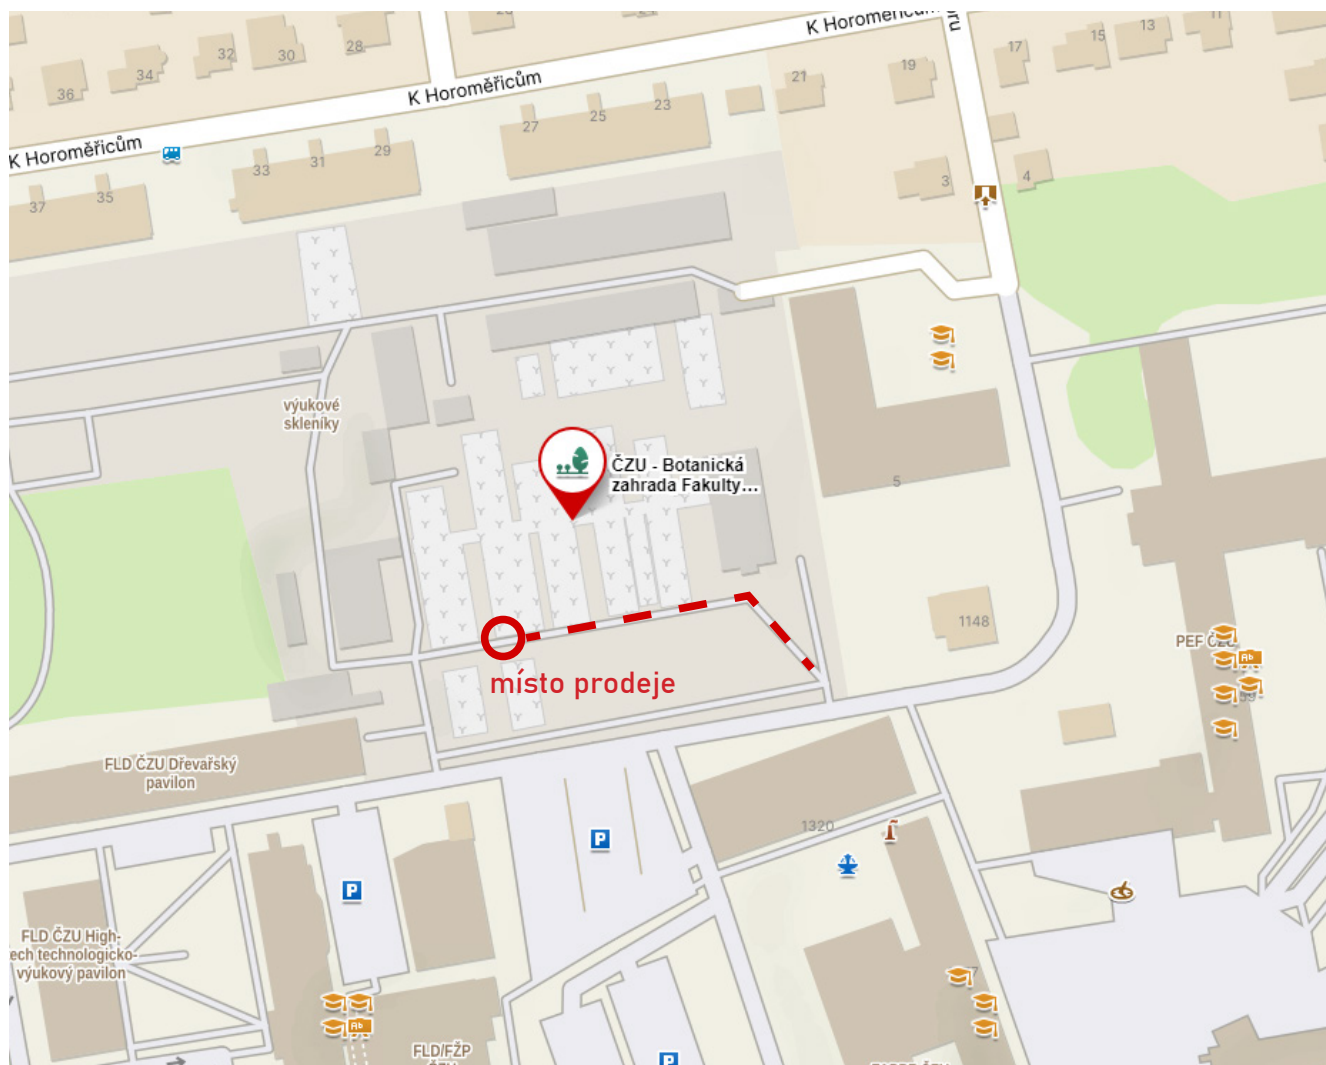 K Horoměřicům
17
15
13
11
28
32
30
34
36
19
21
23
25
27
K Horoměřicům
29
31
33
K Horoměřicům
35
37
3
4
výukové
skleníky
ČZU - Botanická
zahrada Fakulty...
5
1148
PEF ČZU
místo prodeje
FLD ČZU Dřevařský
pavilon
1320
P
P
FLD ČZU High-
ech technologicko-
výukový pavilon
FLD/FŽP
P